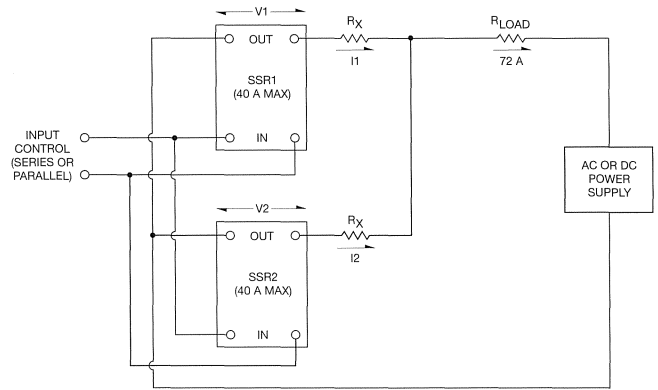 V1
RX
RLOAD
OUT
I1
72 A
SSR1
(40 A MAX)
INPUT
CONTROL
(SERIES OR
PARALLEL)
IN
AC OR DC
POWER
SUPPLY
V2
RX
OUT
I2
SSR2
(40 A MAX)
IN